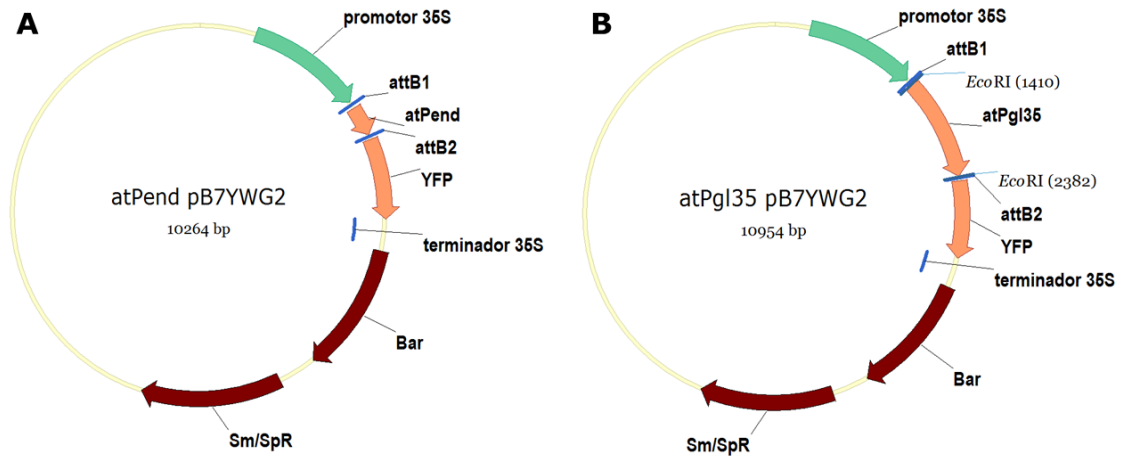 A
promotor 35S
attB1
atPend
attB2
YFP
atPend pB7YWG2
10264 bp
terminador 35S
Bar
Sm/SpR
B
promotor 35S
attB1
EcoRI (1410)
atPgl35
EcoRI (2382)
attB2
YFP
atPgl35 pB7YWG2
10954 bp
terminador 35S
Bar
Sm/SpR